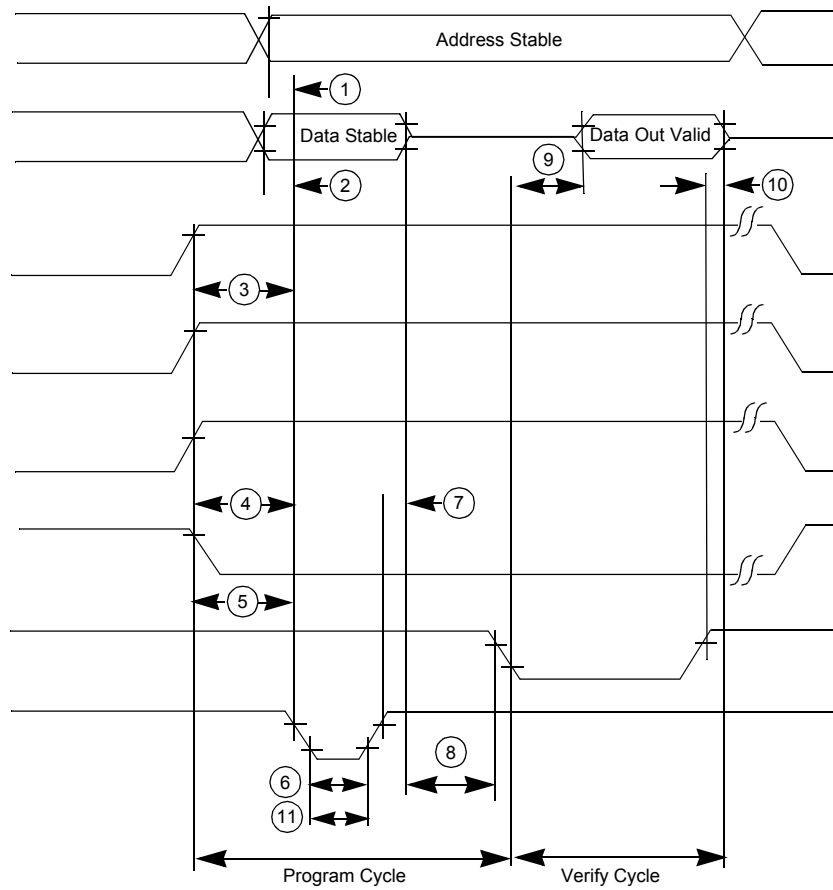 Address Stable
1
Data Stable
Data Out Valid
9
2
10
3
4
7
5
8
6
11
Program Cycle
Verify Cycle